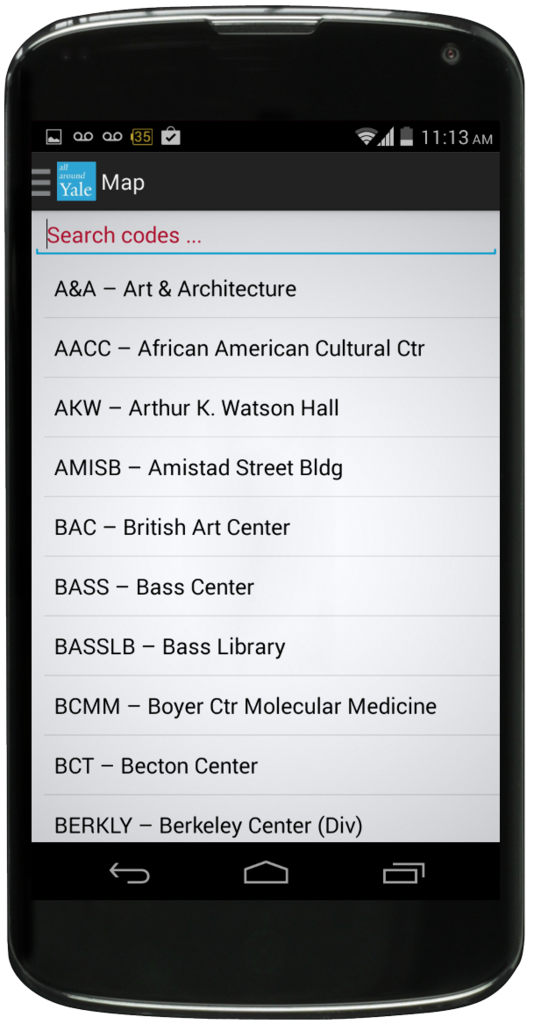 35
11:13 AM
all
around
Yale
Map
Search codes ...
A&A – Art & Architecture
AACC – African American Cultural Ctr
AKW – Arthur K. Watson Hall
AMISB – Amistad Street Bldg
BAC – British Art Center
BASS – Bass Center
BASSLB – Bass Library
BCMM – Boyer Ctr Molecular Medicine
BCT – Becton Center
BERKLY – Berkeley Center (Div)